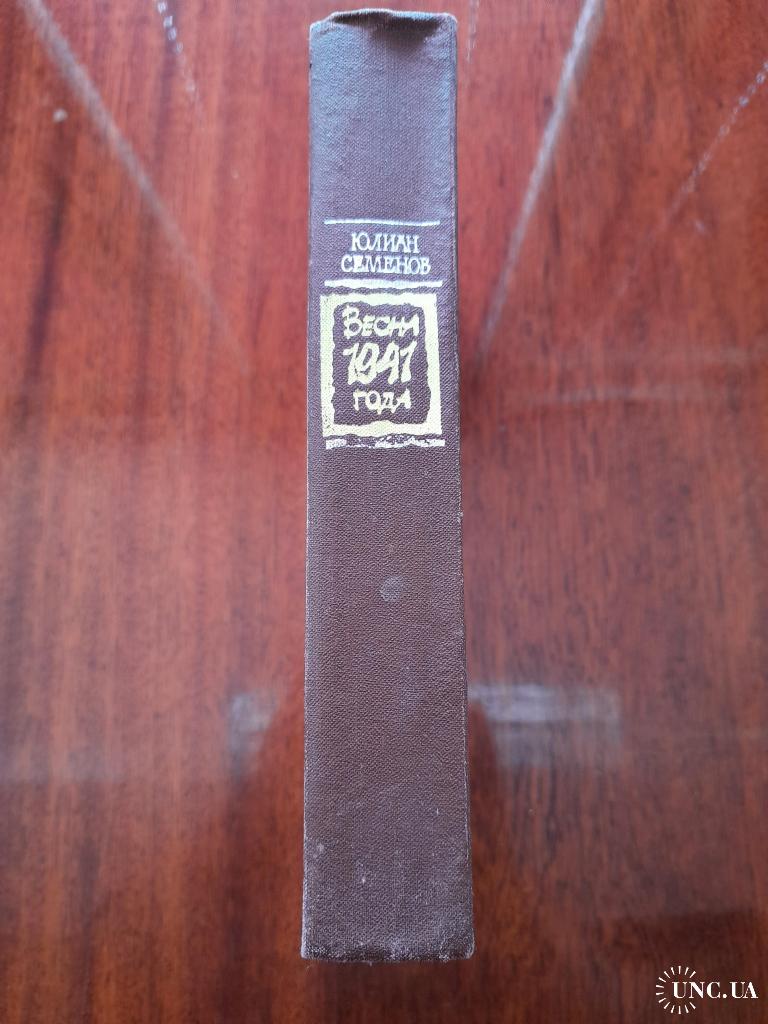 ЮЛИАН
СЕМЕНОВ
ВЕСНА
1941
ГОДА
UNC.UA